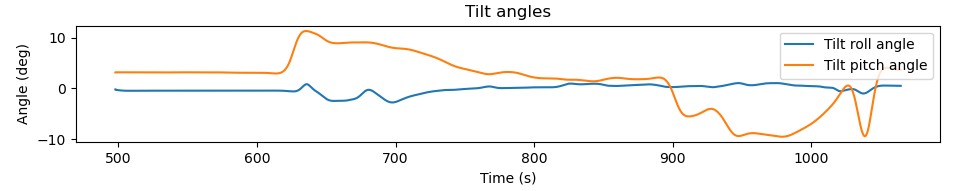 Tilt angles
Angle (deg)
10
0
−10
Tilt roll angle
Tilt pitch angle
500 600 700 800 900 1000
Time (s)